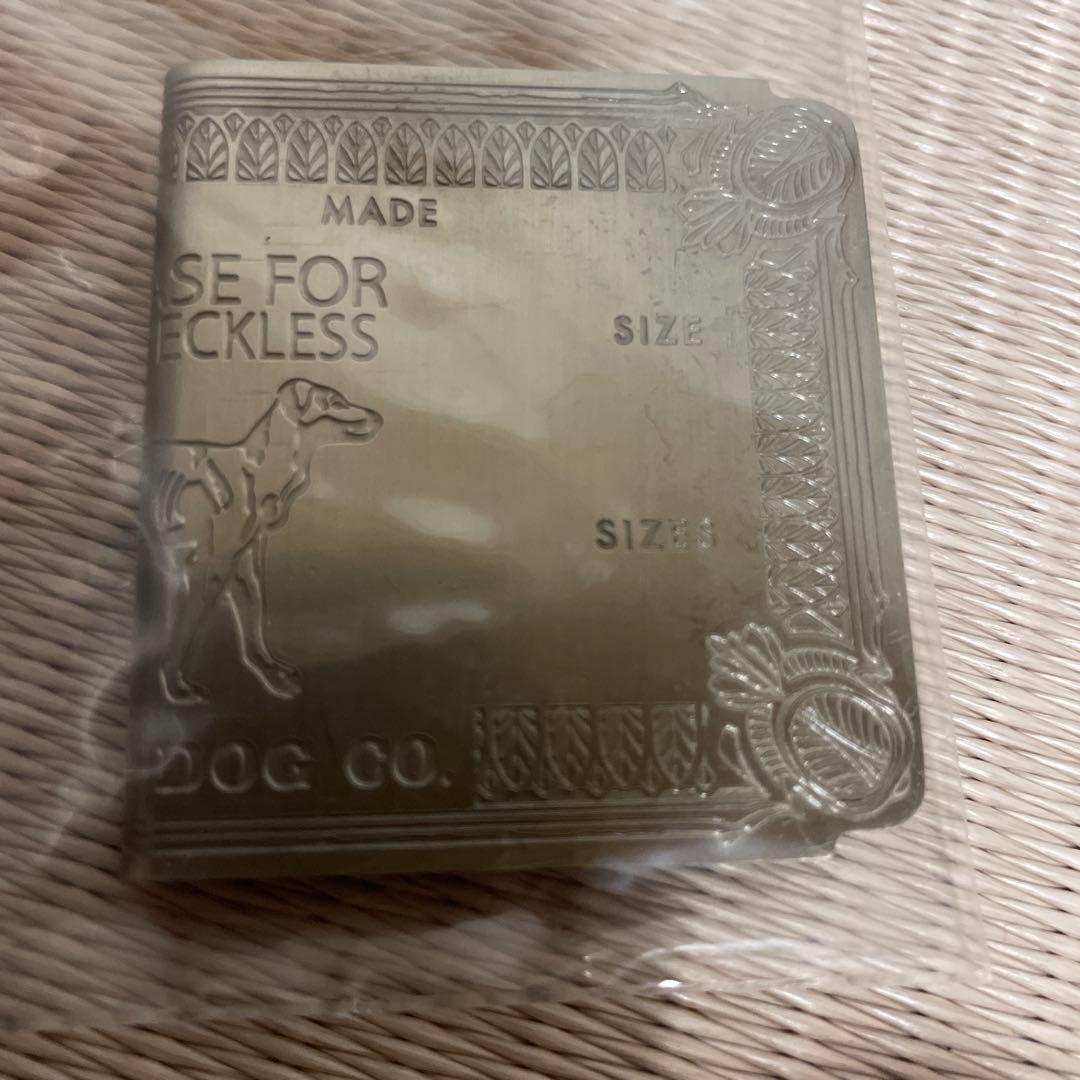 MADE
ASE FOR
ECKLESS
SIZE
SIZES
DOG CO.